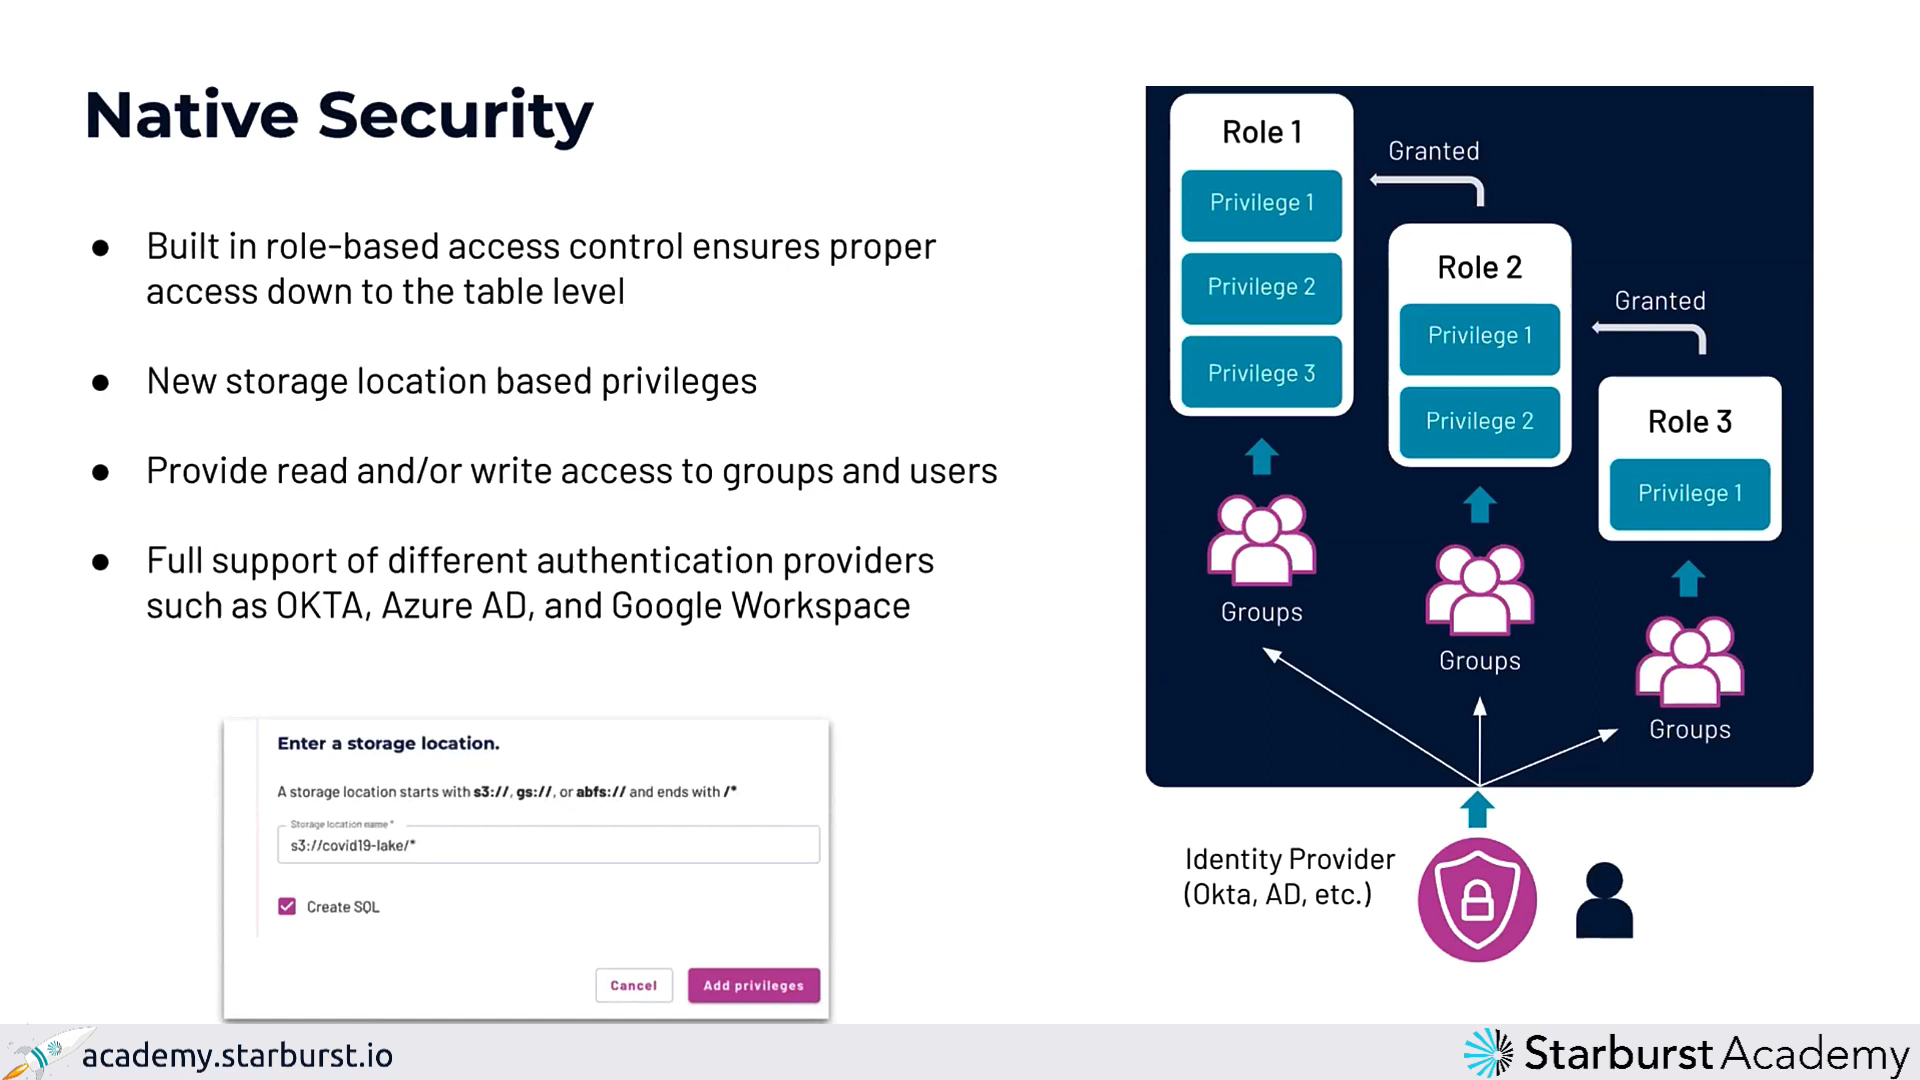 Native Security
● Built in role-based access control ensures proper
access down to the table level
● New storage location based privileges
● Provide read and/or write access to groups and users
● Full support of different authentication providers
such as OKTA, Azure AD, and Google Workspace
Enter a storage location.
A storage location starts with s3://, gs://, or abfs:// and ends with /*
Storage location name *
s3://covid19-lake/*
Create SQL
Cancel
Add privileges
Role 1
Privilege 1
Privilege 2
Privilege 3
Granted
Role 2
Privilege 1
Privilege 2
Granted
Role 3
Privilege 1
Groups
Groups
Groups
Identity Provider
(Okta, AD, etc.)
academy.starburst.io
Starburst Academy